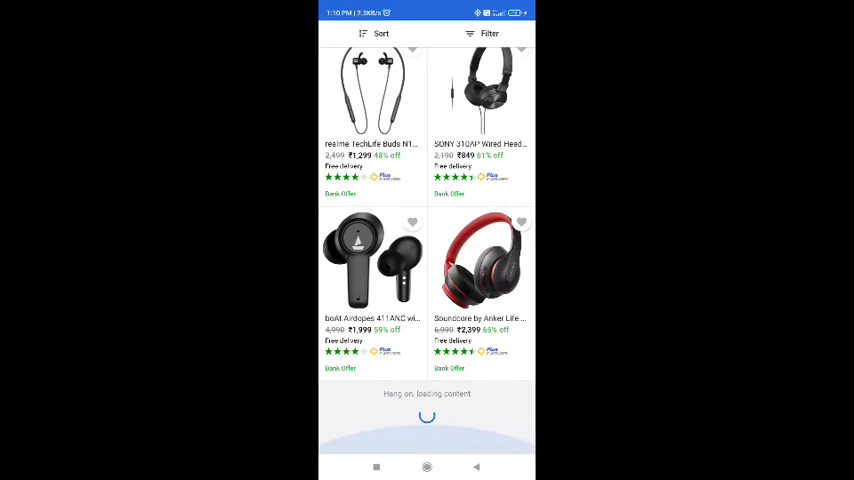 1:10 PM | 2.3KB/s
Sort
Filter
realme TechLife Buds N1...
2,499 ₹1,299 48% off
Free delivery
Plus
Bank Offer
SONY 310AP Wired Head...
2,190 ₹849 61% off
Free delivery
Plus
Bank Offer
boAt Airdopes 411ANC wi...
4,990 ₹1,999 59% off
Free delivery
Plus
Bank Offer
Soundcore by Anker Life ...
6,999 ₹2,399 65% off
Free delivery
Plus
Bank Offer
Hang on, loading content